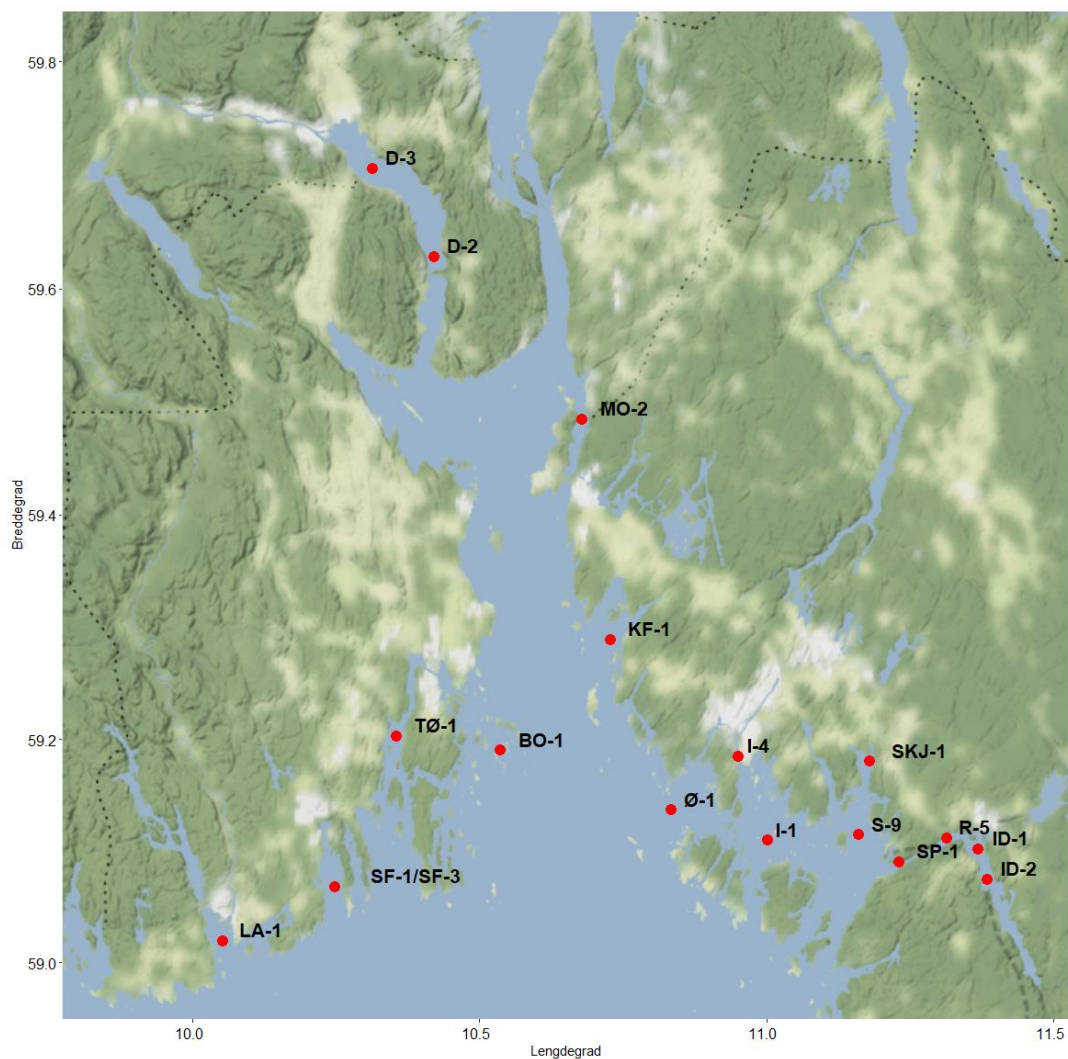 59.8
D-3
D-2
59.6
MO-2
59.4
Breddegrad
KF-1
TØ-1
BO-1
I-4
59.2
SKJ-1
Ø-1
S-9
R-5
I-1
ID-1
SP-1
ID-2
SF-1/SF-3
LA-1
59.0
10.0
10.5
11.0
11.5
Lengdegrad